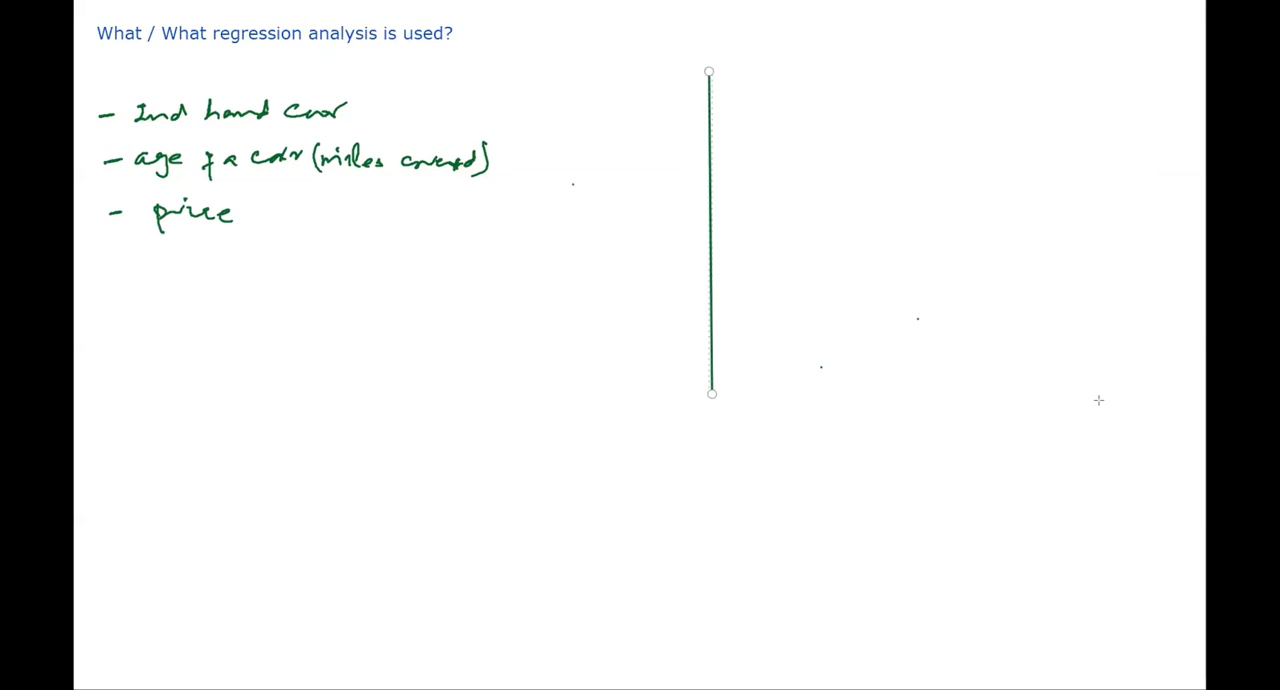 What / What regression analysis is used?
- 2nd hand car
- age of a car (miles covered)
- price